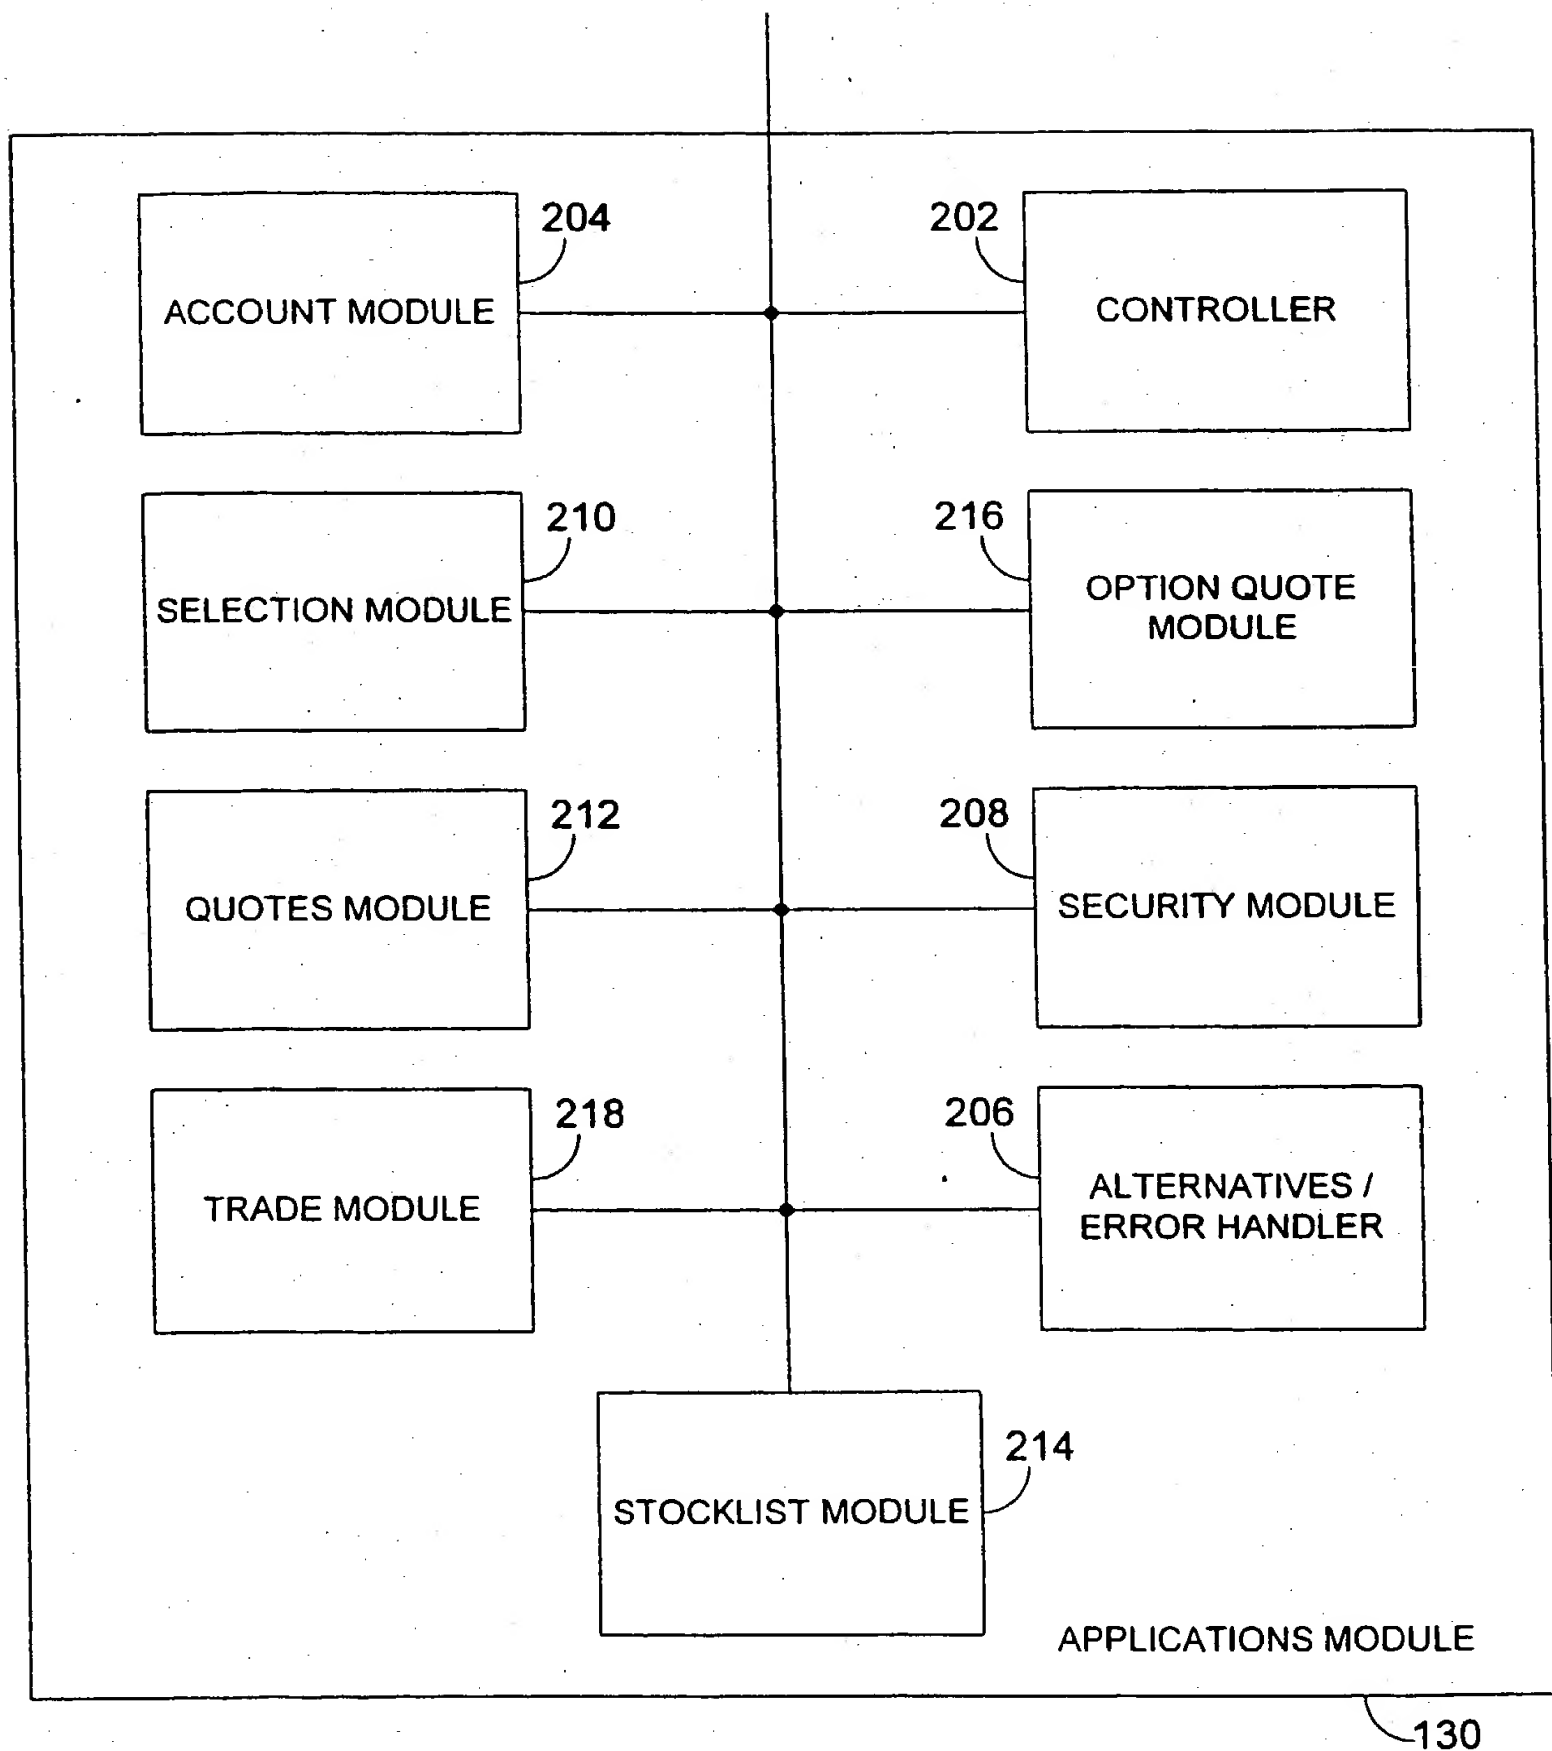 204
202
ACCOUNT MODULE
CONTROLLER
210
216
SELECTION MODULE
OPTION QUOTE
MODULE
212
208
QUOTES MODULE
SECURITY MODULE
218
206
TRADE MODULE
ALTERNATIVES /
ERROR HANDLER
214
STOCKLIST MODULE
APPLICATIONS MODULE
130